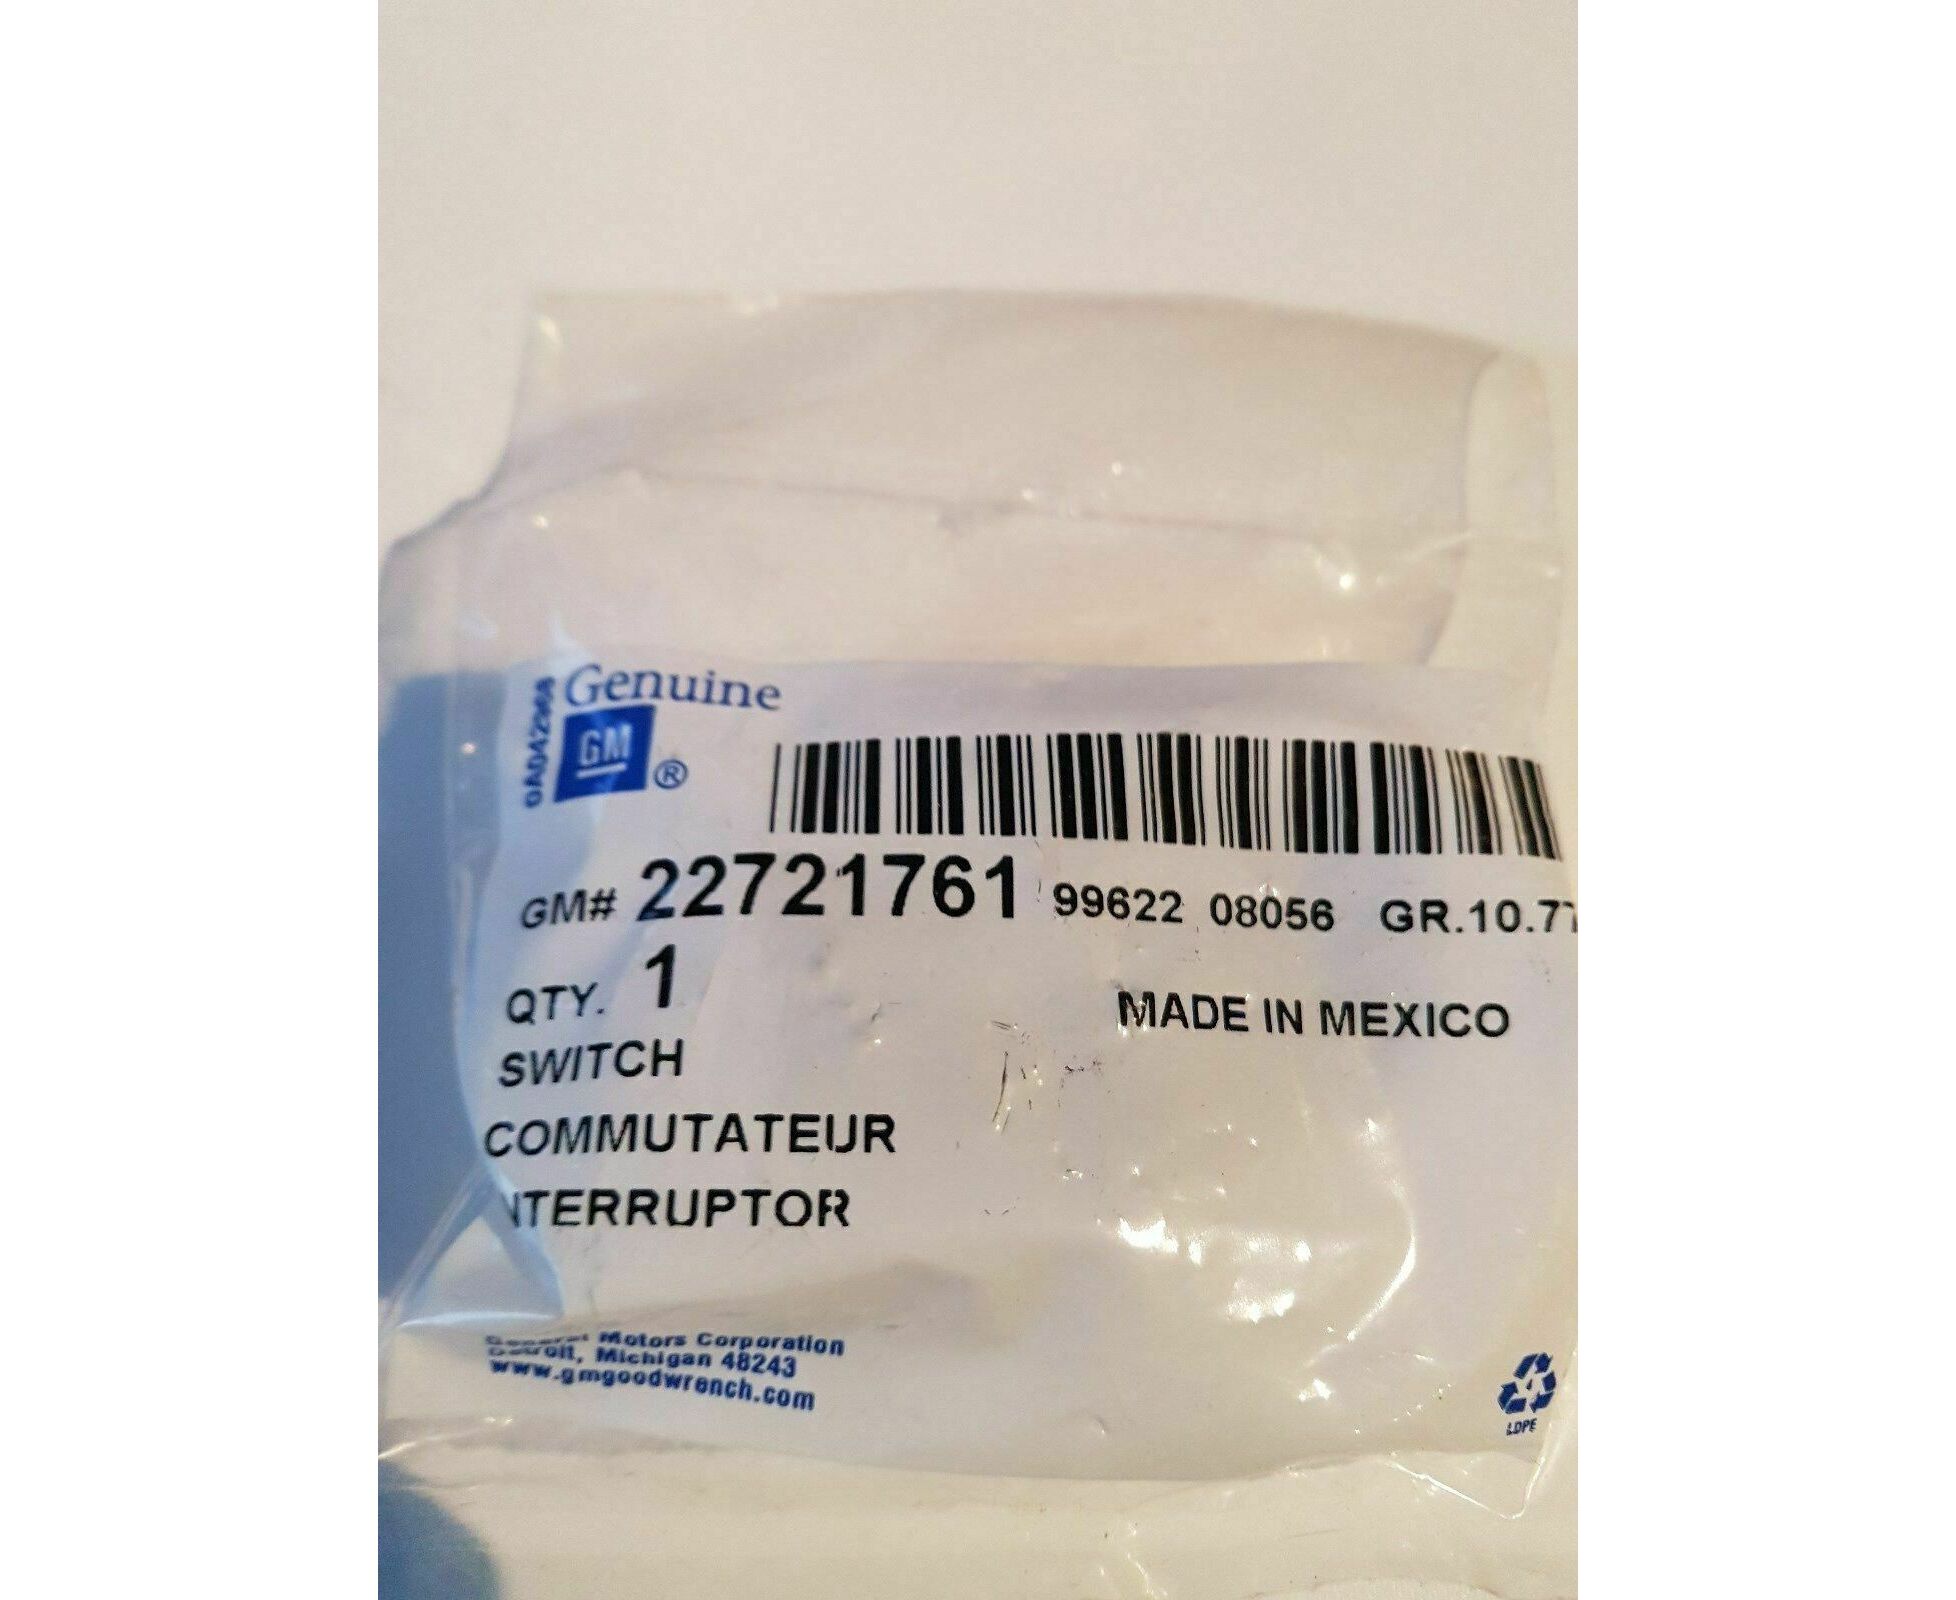 Genuine
GM ®
GM# 22721761 99622 08056 GR.10.7
QTY. 1
MADE IN MEXICO
SWITCH
COMMUTATEUR
NTERRUPTOR
General Motors Corporation
Detroit, Michigan 48243
www.gmgoodwrench.com
4
LDPE